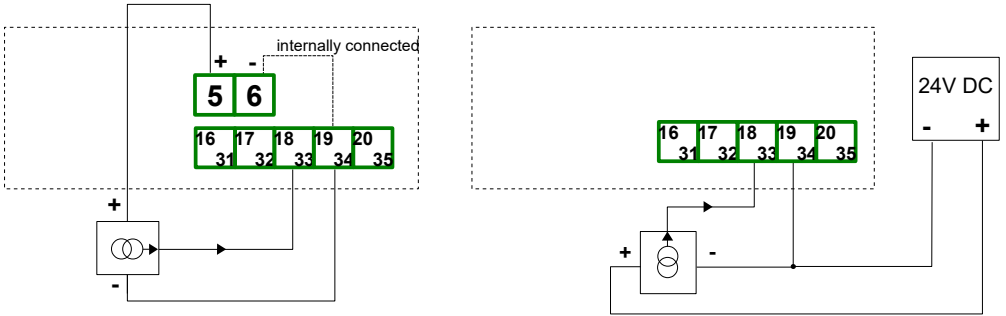 internally connected
+ -
5 6
16 17 18 19 20
31 32 33 34 35
+
-
24V DC
- +
16 17 18 19 20
31 32 33 34 35
+ -